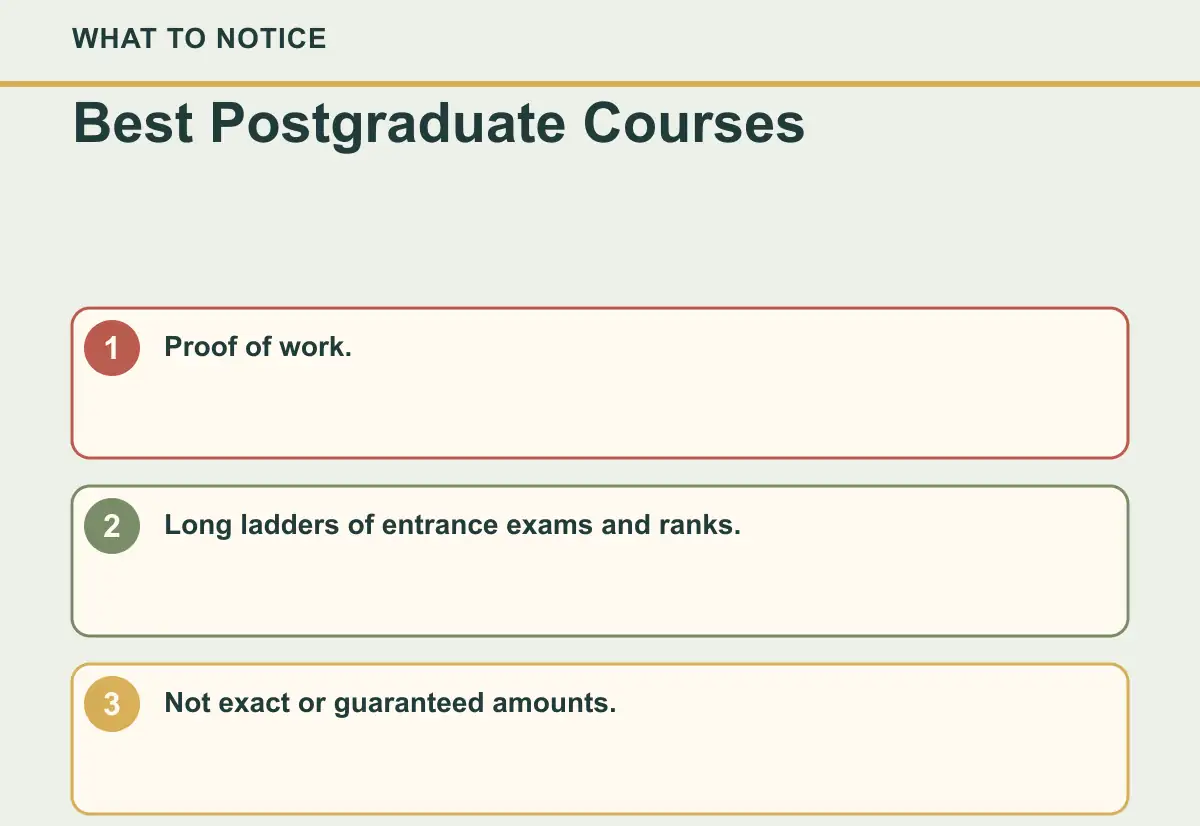 WHAT TO NOTICE
Best Postgraduate Courses
1 Proof of work.
2 Long ladders of entrance exams and ranks.
3 Not exact or guaranteed amounts.